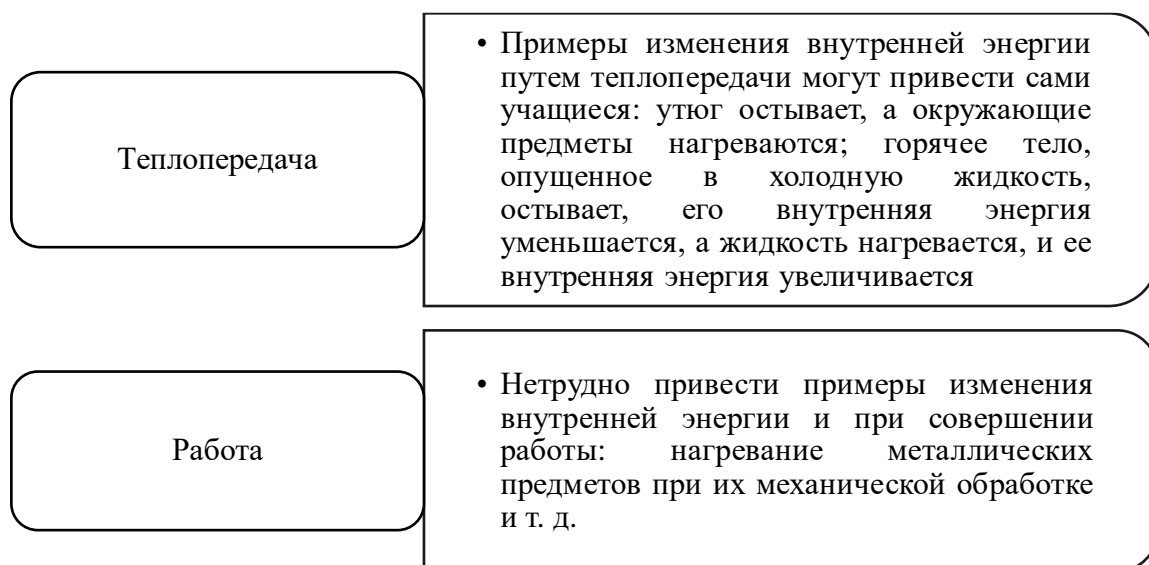 Теплопередача
• Примеры изменения внутренней энергии
путем теплопередачи могут привести сами
учащиеся: утюг остывает, а окружающие
предметы нагреваются; горячее тело,
опущенное в холодную жидкость,
остывает, его внутренняя энергия
уменьшается, а жидкость нагревается, и ее
внутренняя энергия увеличивается
Работа
• Нетрудно привести примеры изменения
внутренней энергии и при совершении
работы: нагревание металлических
предметов при их механической обработке
и т. д.